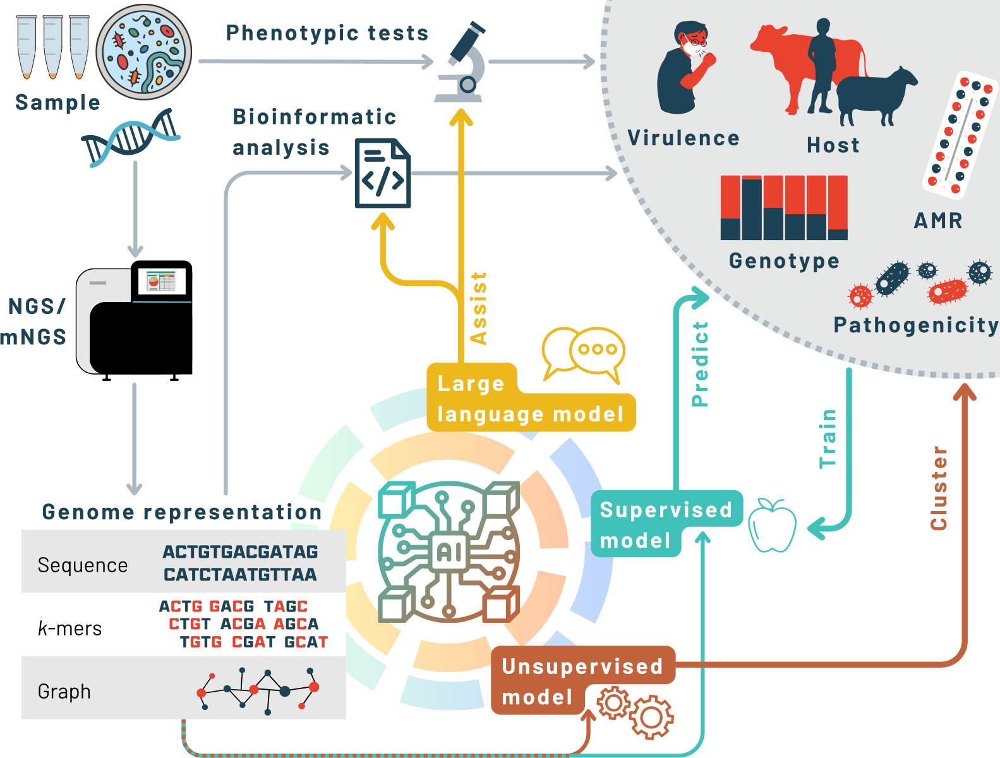 Phenotypic tests
Sample
Bioinformatic
analysis
Virulence
Host
AMR
Genotype
Pathogenicity
NGS/
mNGS
Assist
Predict
Train
Cluster
Large
language model
Genome representation
Sequence
ACTGTGACGATAG
CATCTAATGTTAA
k-mers
ACTG GACG TAGC
CTGT ACGA AGCA
TGTG CGAT GCAT
Graph
AI
Supervised
model
Unsupervised
model